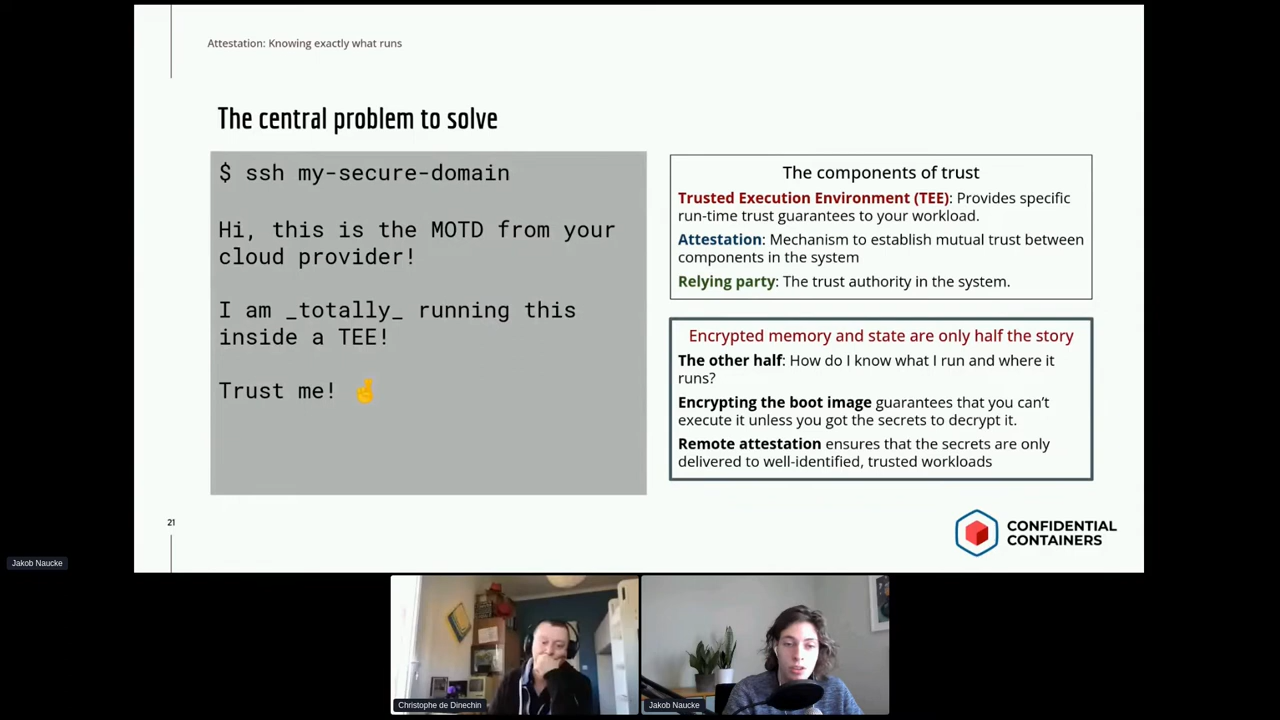 Attestation: Knowing exactly what runs
The central problem to solve
$ ssh my-secure-domain
Hi, this is the MOTD from your
cloud provider!
I am _totally_ running this
inside a TEE!
Trust me! 🤞
The components of trust
Trusted Execution Environment (TEE): Provides specific
run-time trust guarantees to your workload.
Attestation: Mechanism to establish mutual trust between
components in the system
Relying party: The trust authority in the system.
Encrypted memory and state are only half the story
The other half: How do I know what I run and where it
runs?
Encrypting the boot image guarantees that you can’t
execute it unless you got the secrets to decrypt it.
Remote attestation ensures that the secrets are only
delivered to well-identified, trusted workloads
21
CONFIDENTIAL
CONTAINERS
Jakob Naucke
Christophe de Dinechin
Jakob Naucke